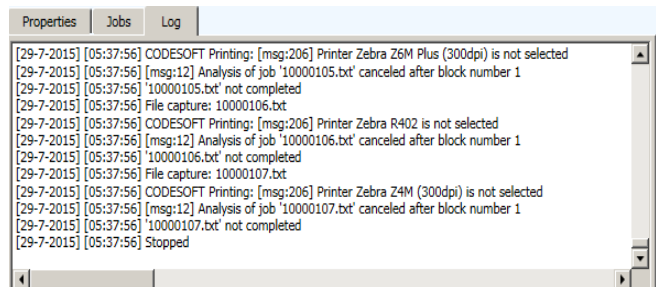 Properties Jobs Log
[29-7-2015] [05:37:56] CODESOFT Printing: [msg:206] Printer Zebra Z6M Plus (300dpi) is not selected
[29-7-2015] [05:37:56] [msg:12] Analysis of job '10000105.txt' canceled after block number 1
[29-7-2015] [05:37:56] '10000105.txt' not completed
[29-7-2015] [05:37:56] File capture: 10000106.txt
[29-7-2015] [05:37:56] CODESOFT Printing: [msg:206] Printer Zebra R402 is not selected
[29-7-2015] [05:37:56] [msg:12] Analysis of job '10000106.txt' canceled after block number 1
[29-7-2015] [05:37:56] '10000106.txt' not completed
[29-7-2015] [05:37:56] File capture: 10000107.txt
[29-7-2015] [05:37:56] CODESOFT Printing: [msg:206] Printer Zebra Z4M (300dpi) is not selected
[29-7-2015] [05:37:56] [msg:12] Analysis of job '10000107.txt' canceled after block number 1
[29-7-2015] [05:37:56] '10000107.txt' not completed
[29-7-2015] [05:37:56] Stopped